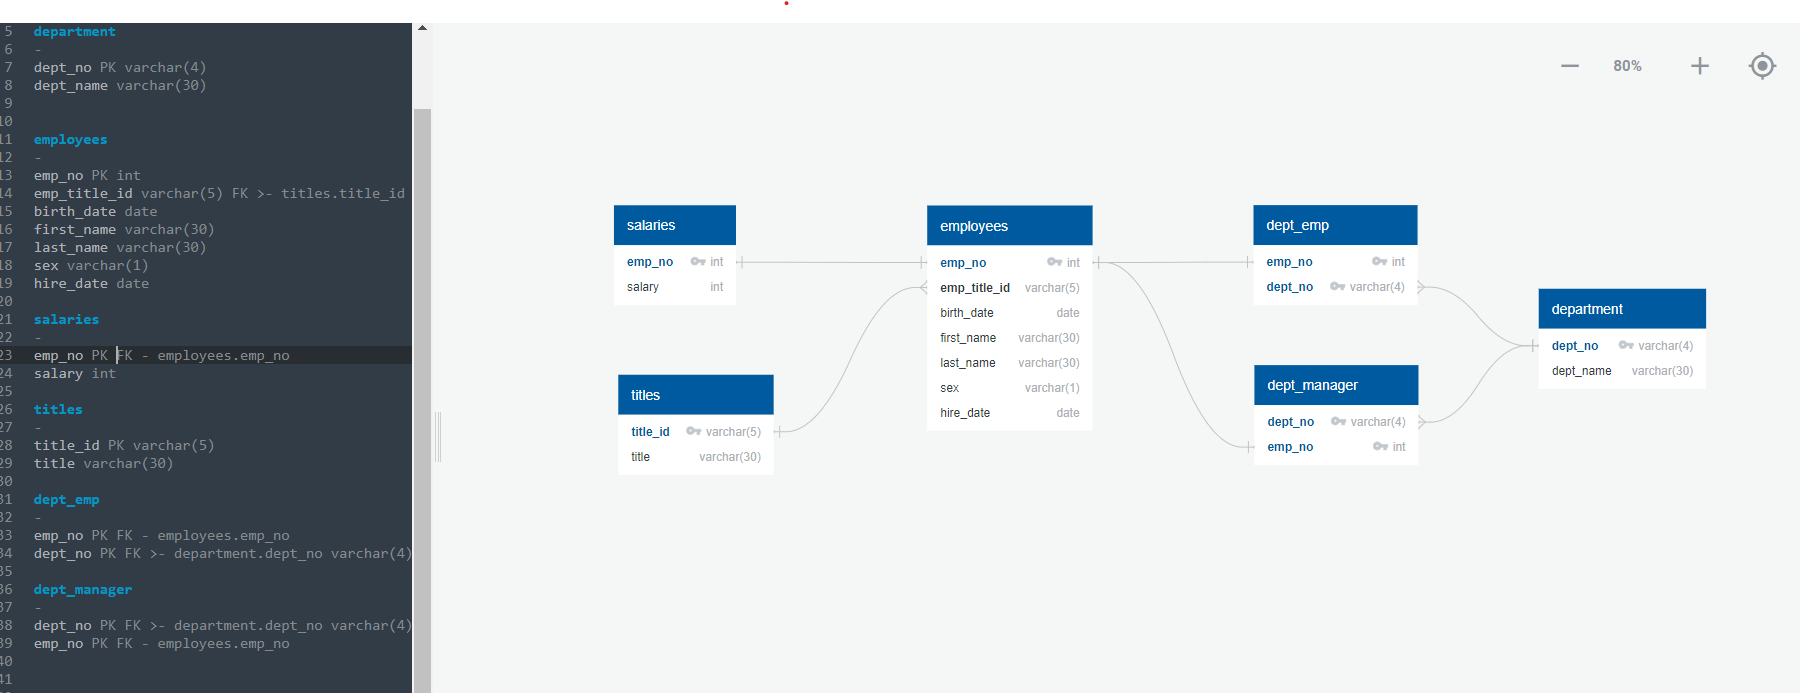 5 department
6 -
7 dept_no PK varchar(4)
8 dept_name varchar(30)
9
10
11 employees
12 -
13 emp_no PK int
14 emp_title_id varchar(5) FK >- titles.title_id
15 birth_date date
16 first_name varchar(30)
17 last_name varchar(30)
18 sex varchar(1)
19 hire_date date
20
21 salaries
22 -
23 emp_no PK FK - employees.emp_no
24 salary int
25
26 titles
27 -
28 title_id PK varchar(5)
29 title varchar(30)
30
31 dept_emp
32 -
33 emp_no PK FK - employees.emp_no
34 dept_no PK FK >- department.dept_no varchar(4)
35
36 dept_manager
37 -
38 dept_no PK FK >- department.dept_no varchar(4)
39 emp_no PK FK - employees.emp_no
40
41
80%
salaries
emp_no int
salary int
titles
title_id varchar(5)
title varchar(30)
employees
emp_no int
emp_title_id varchar(5)
birth_date date
first_name varchar(30)
last_name varchar(30)
sex varchar(1)
hire_date date
dept_emp
emp_no int
dept_no varchar(4)
dept_manager
dept_no varchar(4)
emp_no int
department
dept_no varchar(4)
dept_name varchar(30)